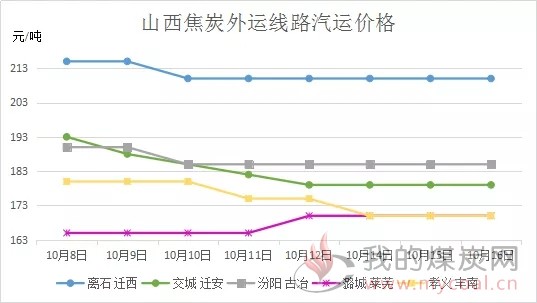 山西焦炭外运线路汽运价格
元/吨
213
203
193
183
173
163
10月8日 10月9日 10月10日 10月11日 10月12日 10月14日 10月15日 10月16日
离石 迁西 交城 迁安 汾阳 古冶 潞城 莱芜 孝义 丰南
我的煤炭网